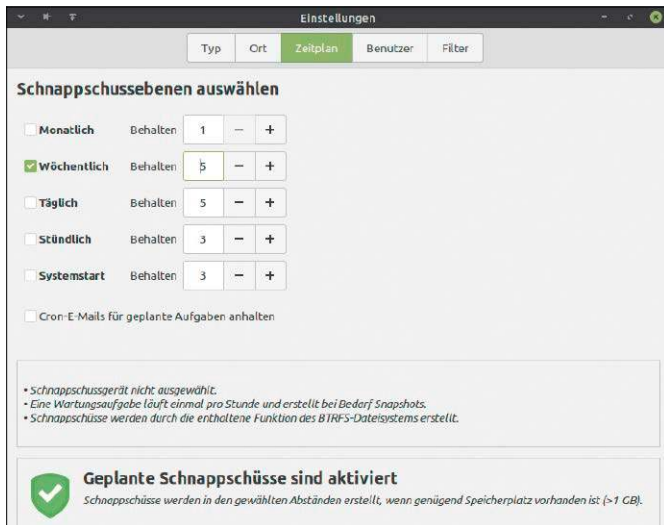 Einstellungen
Typ Ort Zeitplan Benutzer Filter
Schnappschussebenen auswählen
Monatlich Behalten 1 − +
Wöchentlich Behalten 5 − +
Täglich Behalten 5 − +
Stündlich Behalten 3 − +
Systemstart Behalten 3 − +
Cron-E-Mails für geplante Aufgaben anhalten
• Schnappschussgerät nicht ausgewählt.
• Eine Wartungsaufgabe läuft einmal pro Stunde und erstellt bei Bedarf Snapshots.
• Schnappschüsse werden durch die enthaltene Funktion des BTRFS-Dateisystems erstellt.
Geplante Schnappschüsse sind aktiviert
Schnappschüsse werden in den gewählten Abständen erstellt, wenn genügend Speicherplatz vorhanden ist (>1 GB).